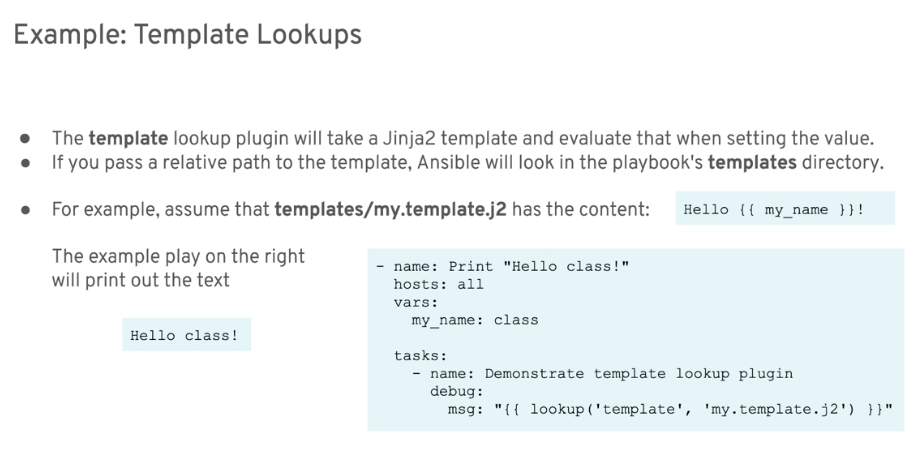 Example: Template Lookups
● The template lookup plugin will take a Jinja2 template and evaluate that when setting the value.
● If you pass a relative path to the template, Ansible will look in the playbook's templates directory.
● For example, assume that templates/my.template.j2 has the content:
Hello {{ my_name }}!
The example play on the right
will print out the text
Hello class!
- name: Print "Hello class!"
  hosts: all
  vars:
    my_name: class

  tasks:
    - name: Demonstrate template lookup plugin
      debug:
        msg: "{{ lookup('template', 'my.template.j2') }}"